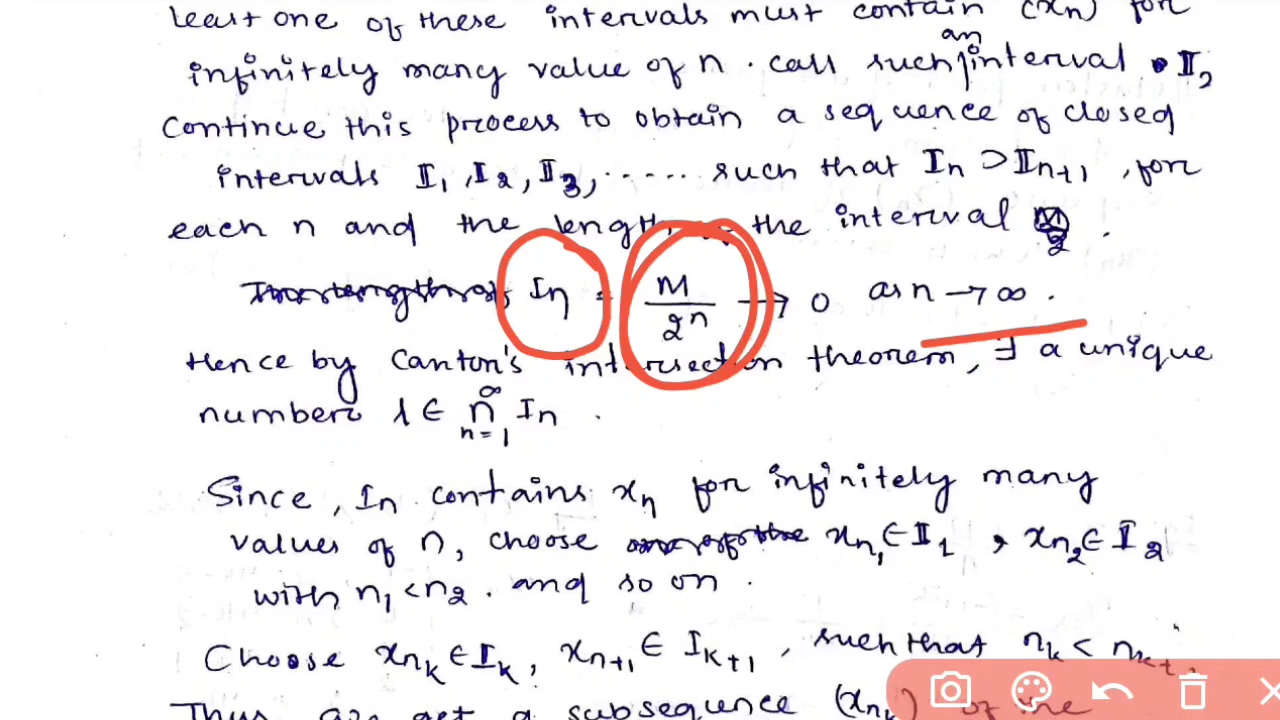 least one of these intervals must contain (xn) for
infinitely many value of n. call such an interval I2
Continue this process to obtain a sequence of closed
intervals I1, I2, I3, ...... such that In ⊃ In+1, for
each n and the length of the interval
In = M/2^n → 0 as n → ∞.
Hence by Canton's intersection theorem, ∃ a unique
number λ ∈ ∩ n=1 ∞ In .
Since, In contains xn for infinitely many
values of n, choose xn1 ∈ I1, xn2 ∈ I2
with n1 < n2. and so on.
Choose xnk ∈ Ik, xn+1 ∈ Ik+1, such that nk < nk+1.
Thus we get a subsequence (xnk) of the